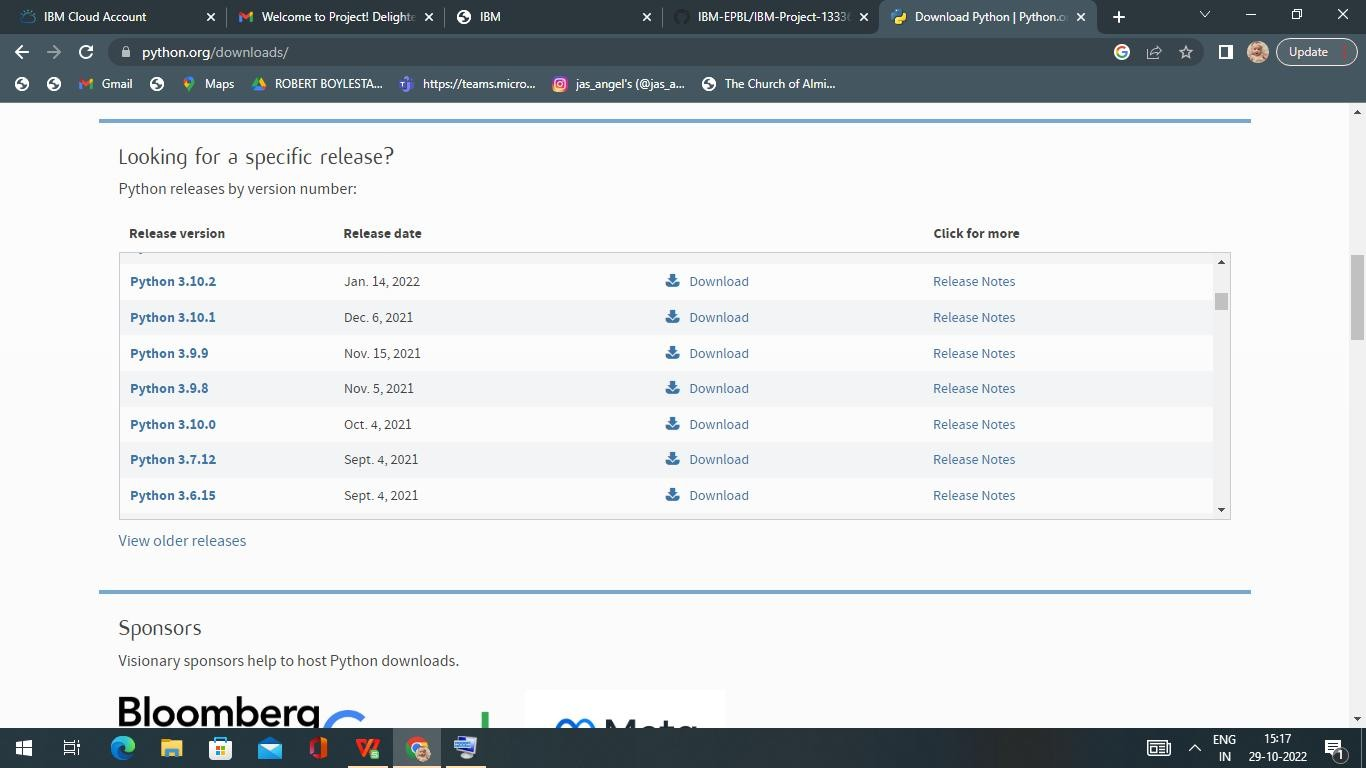 IBM Cloud Account
Welcome to Project! Delighte
IBM
IBM-EPBL/IBM-Project-1333
Download Python | Python.o
python.org/downloads/
Update
Gmail
Maps
ROBERT BOYLESTA...
https://teams.micro...
jas_angel's (@jas_a...
The Church of Almi...
Looking for a specific release?
Python releases by version number:
Release version Release date Click for more
Python 3.10.2 Jan. 14, 2022 Download Release Notes
Python 3.10.1 Dec. 6, 2021 Download Release Notes
Python 3.9.9 Nov. 15, 2021 Download Release Notes
Python 3.9.8 Nov. 5, 2021 Download Release Notes
Python 3.10.0 Oct. 4, 2021 Download Release Notes
Python 3.7.12 Sept. 4, 2021 Download Release Notes
Python 3.6.15 Sept. 4, 2021 Download Release Notes
View older releases
Sponsors
Visionary sponsors help to host Python downloads.
Bloomberg
Meta
ENG 15:17
IN 29-10-2022
1